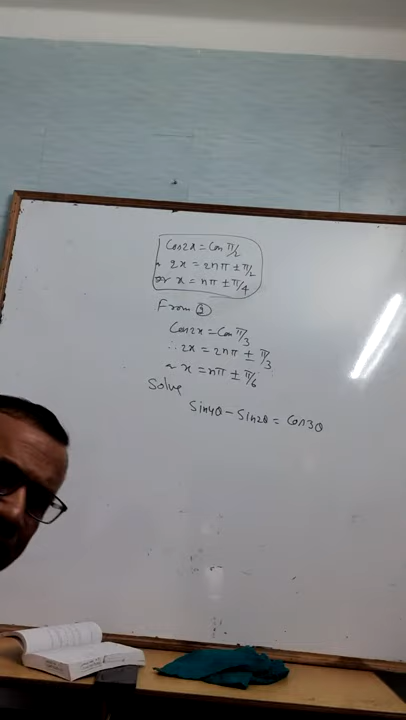 Cos2x = Cos π/2
2x = 2nπ ± π/2
or x = nπ ± π/4
From ②
Cos2x = Cos π/3
∴ 2x = 2nπ ± π/3
~ x = nπ ± π/6
Solve
Sin4θ - Sin2θ = Cos3θ